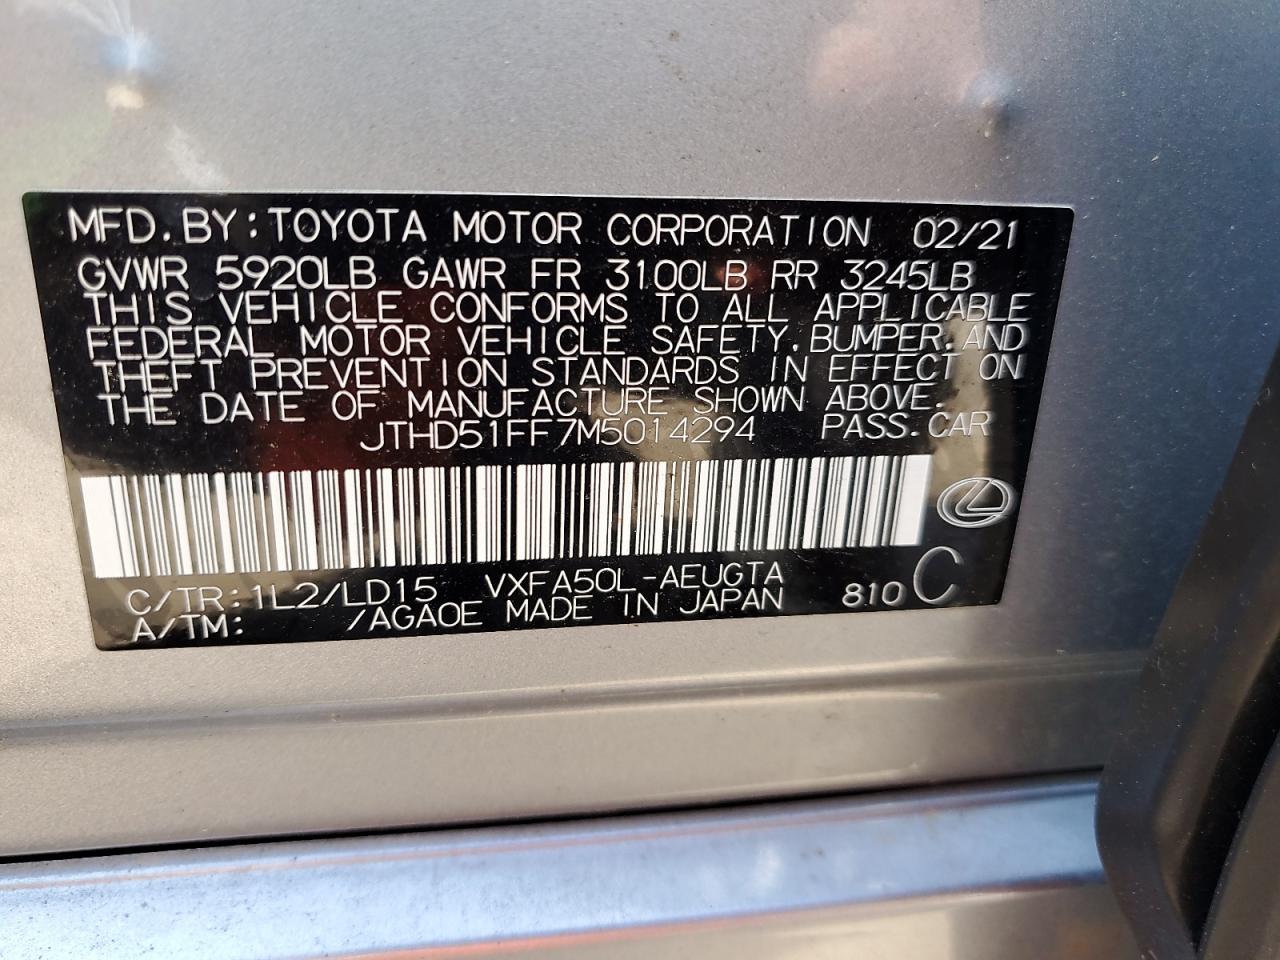 MFD. BY: TOYOTA MOTOR CORPORATION 02/21
GVWR 5920LB GAWR FR 3100LB RR 3245LB
THIS VEHICLE CONFORMS TO ALL APPLICABLE
FEDERAL MOTOR VEHICLE SAFETY, BUMPER, AND
THEFT PREVENTION STANDARDS IN EFFECT ON
THE DATE OF MANUFACTURE SHOWN ABOVE.
JTHD51FF7M5014294 PASS. CAR
C/TR: 1L2/LD15 VXFA50L-AEUGTA
A/TM: /AGA0E MADE IN JAPAN 810 C